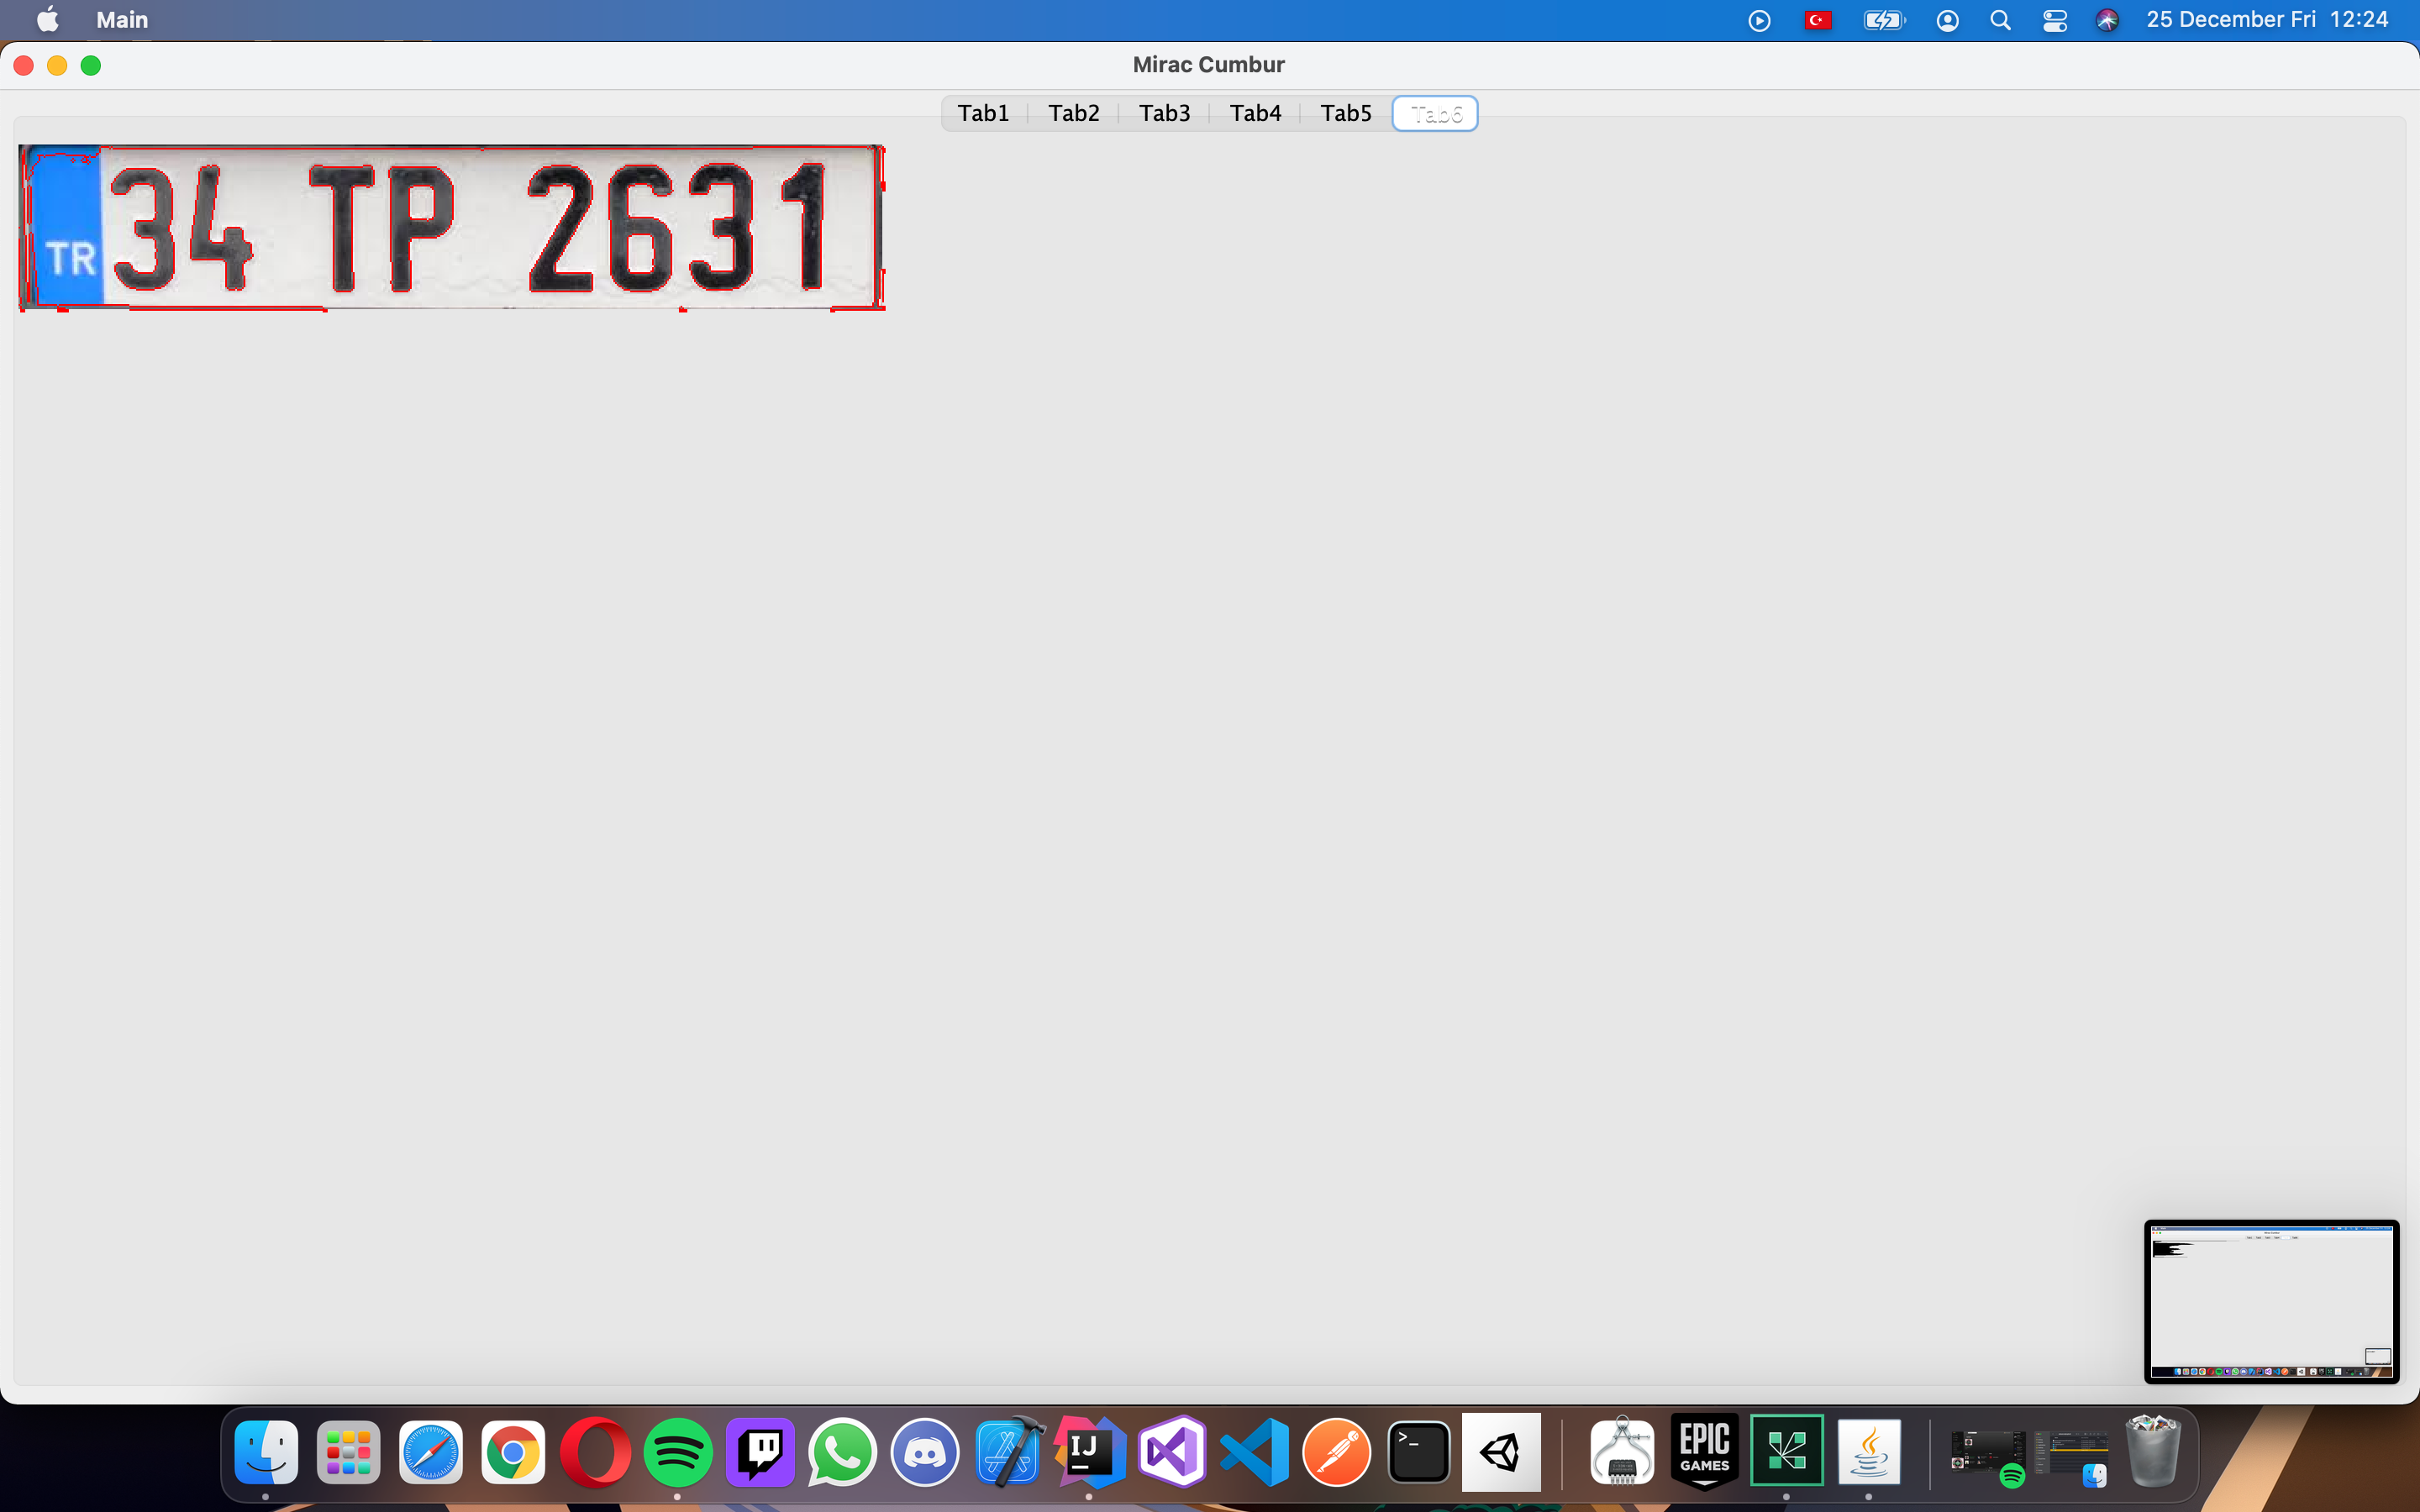 Main
25 December Fri 12:24
Mirac Cumbur
Tab1 Tab2 Tab3 Tab4 Tab5 Tab6
TR 34 TP 2631
IJ
>_
EPIC
GAMES